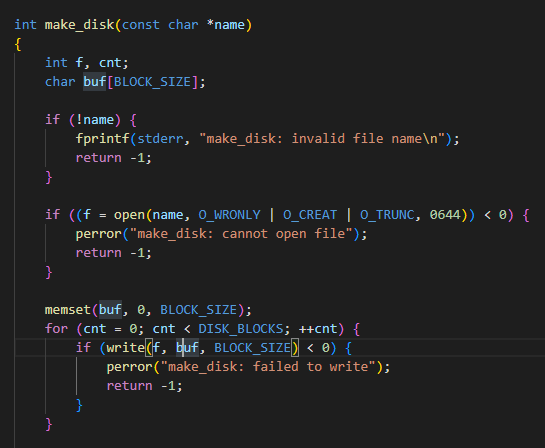 int make_disk(const char *name)
{
    int f, cnt;
    char buf[BLOCK_SIZE];

    if (!name) {
        fprintf(stderr, "make_disk: invalid file name\n");
        return -1;
    }

    if ((f = open(name, O_WRONLY | O_CREAT | O_TRUNC, 0644)) < 0) {
        perror("make_disk: cannot open file");
        return -1;
    }

    memset(buf, 0, BLOCK_SIZE);
    for (cnt = 0; cnt < DISK_BLOCKS; ++cnt) {
        if (write(f, buf, BLOCK_SIZE) < 0) {
            perror("make_disk: failed to write");
            return -1;
        }
    }